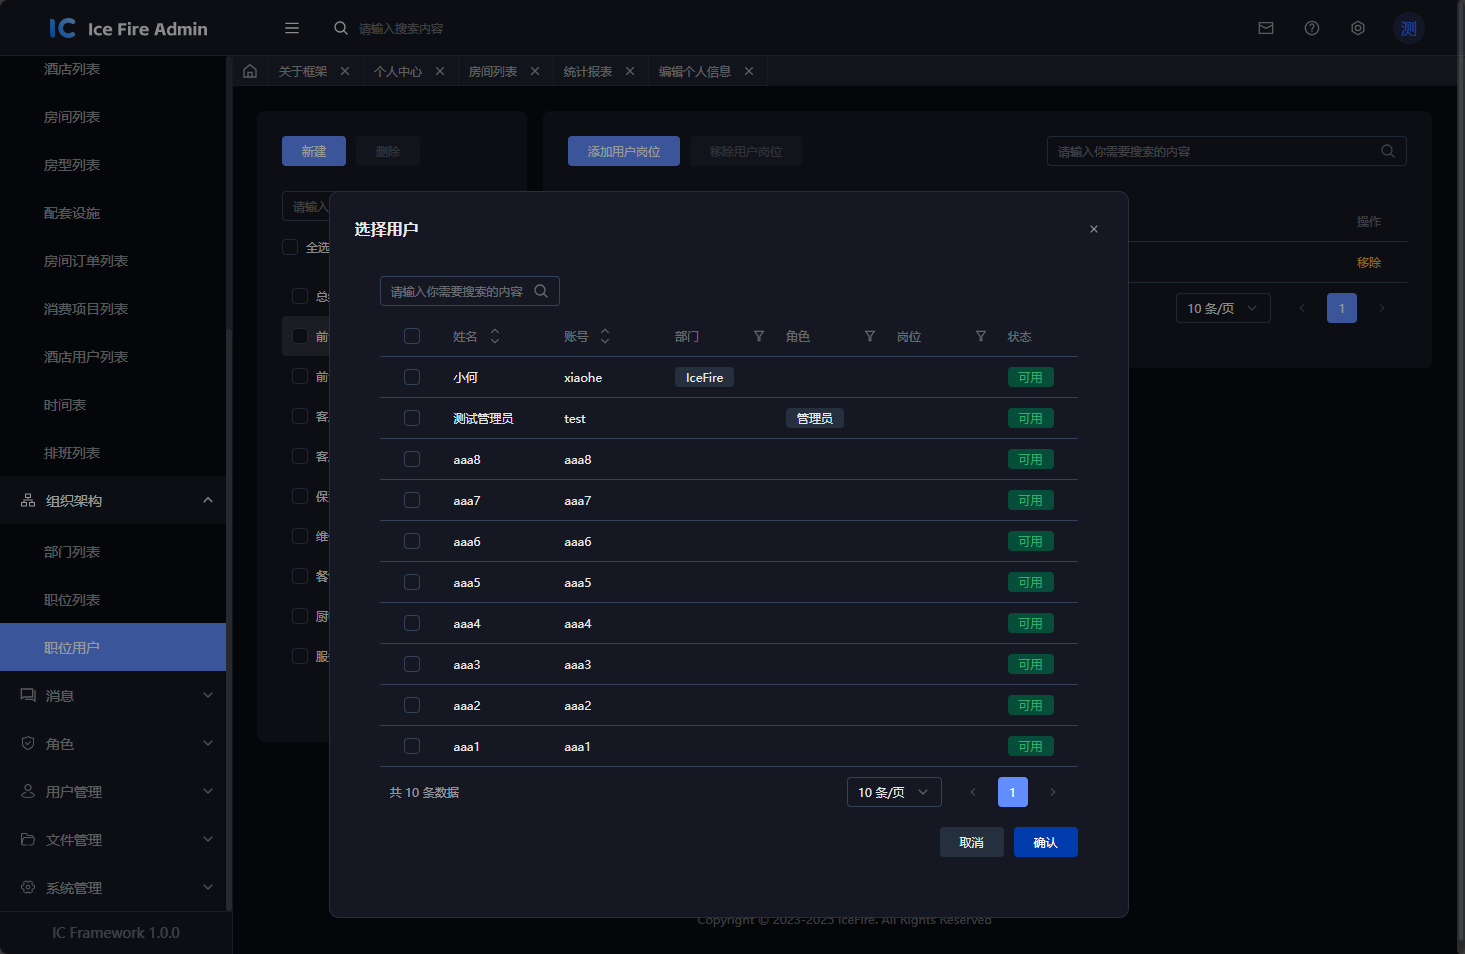 IC Ice Fire Admin
请输入搜索内容
测
酒店列表
房间列表
房型列表
配套设施
房间订单列表
消费项目列表
酒店用户列表
时间表
排班列表
组织架构
部门列表
职位列表
职位用户
消息
角色
用户管理
文件管理
系统管理
IC Framework 1.0.0
关于框架
个人中心
房间列表
统计报表
编辑个人信息
新建
删除
请输入
全选
总
前
前
客
客
保
维
餐
厨
服
添加用户岗位
移除用户岗位
请输入你需要搜索的内容
操作
移除
10 条/页
1
选择用户
请输入你需要搜索的内容
姓名 账号 部门 角色 岗位 状态
小何 xiaohe IceFire 可用
测试管理员 test 管理员 可用
aaa8 aaa8 可用
aaa7 aaa7 可用
aaa6 aaa6 可用
aaa5 aaa5 可用
aaa4 aaa4 可用
aaa3 aaa3 可用
aaa2 aaa2 可用
aaa1 aaa1 可用
共 10 条数据
10 条/页
1
取消
确认
Copyright © 2023-2025 IceFire. All Rights Reserved